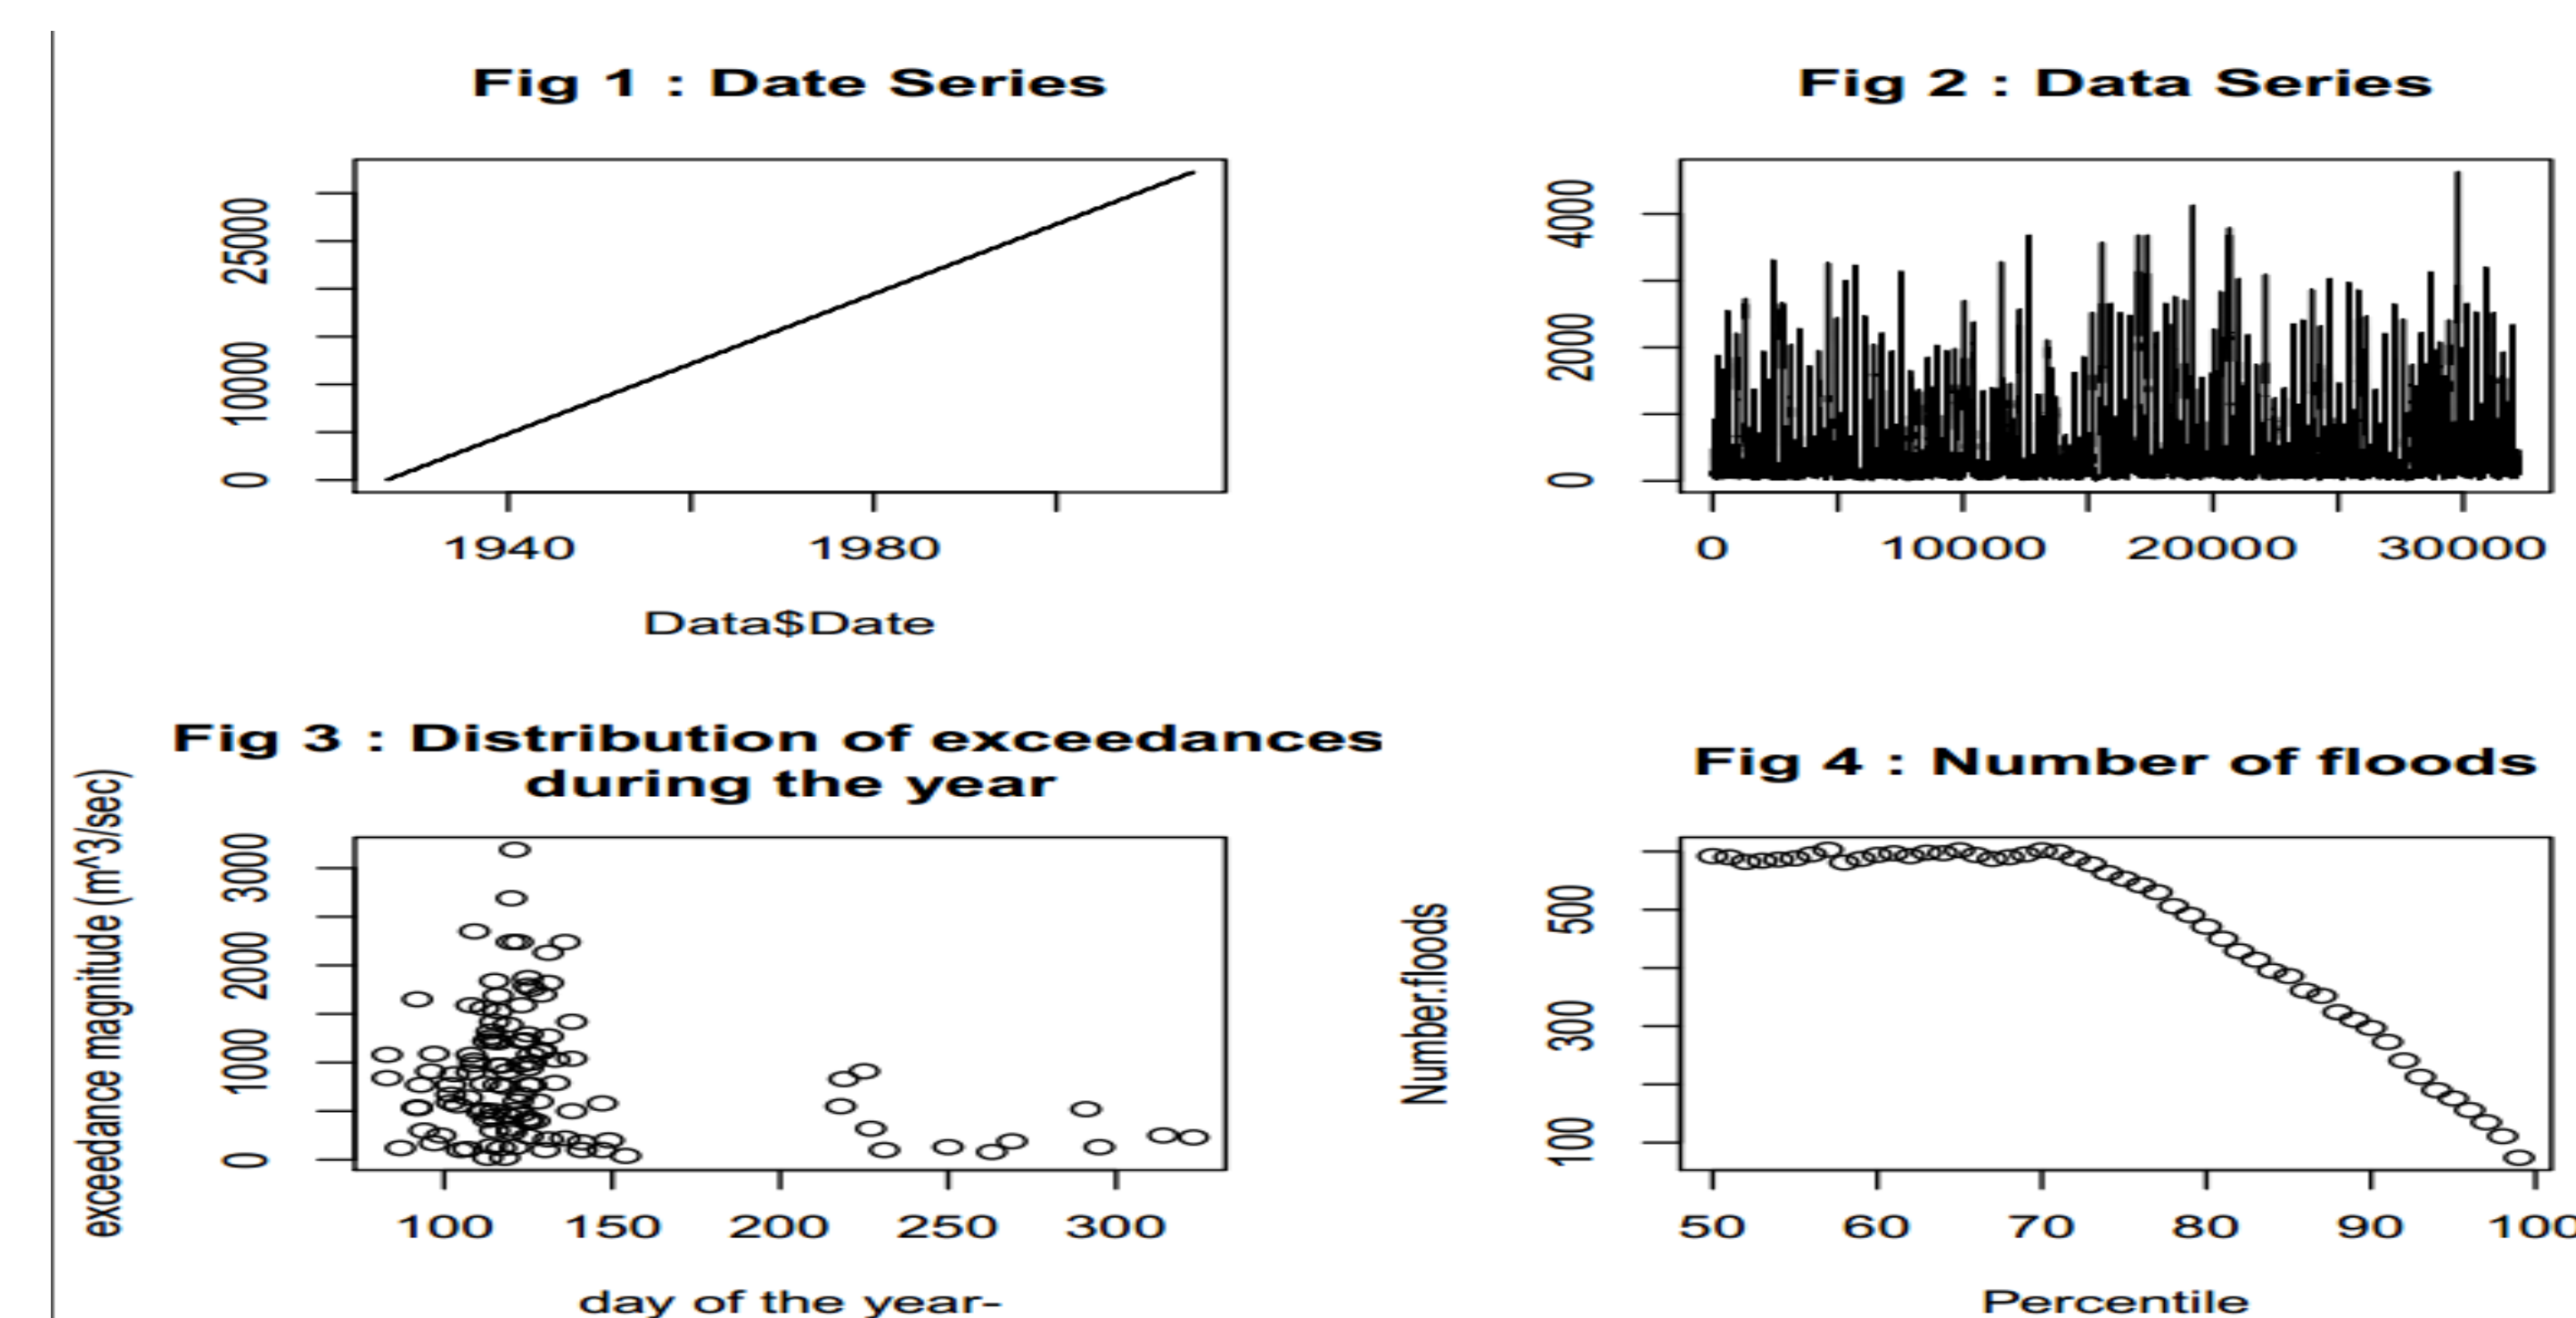 Fig 1 : Date Series
25000
10000
0
1940 1980
Data$Date
Fig 2 : Data Series
4000
2000
0
0 10000 20000 30000
Fig 3 : Distribution of exceedances
during the year
exceedance magnitude (m^3/sec)
3000
2000
1000
0
100 150 200 250 300
day of the year-
Fig 4 : Number of floods
Number.floods
500
300
100
50 60 70 80 90 100
Percentile